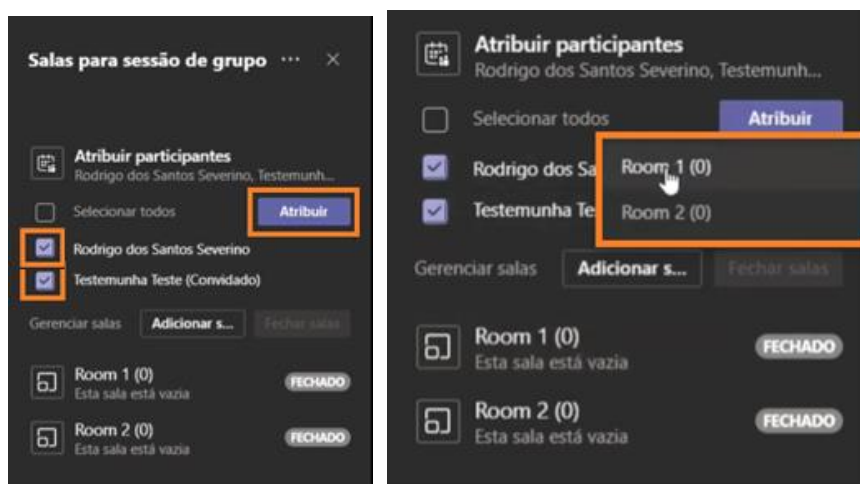 Salas para sessão de grupo
Atribuir participantes
Rodrigo dos Santos Severino, Testemunh...
Selecionar todos
Atribuir
Rodrigo dos Santos Severino
Testemunha Teste (Convidado)
Gerenciar salas
Adicionar s...
Fechar salas
Room 1 (0)
FECHADO
Esta sala está vazia
Room 2 (0)
FECHADO
Esta sala está vazia
Atribuir participantes
Rodrigo dos Santos Severino, Testemunh...
Selecionar todos
Atribuir
Rodrigo dos Sa
Room 1 (0)
Testemunha Te
Room 2 (0)
Gerenciar salas
Adicionar s...
Fechar salas
Room 1 (0)
FECHADO
Esta sala está vazia
Room 2 (0)
FECHADO
Esta sala está vazia